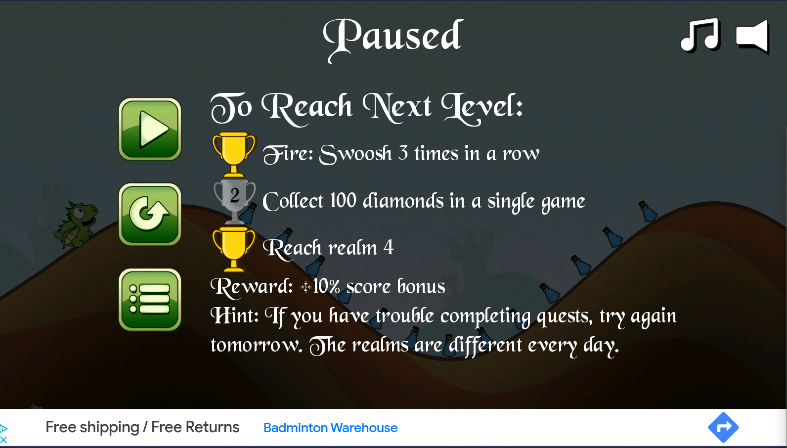 Paused
To Reach Next Level:
Fire: Swoosh 3 times in a row
2 Collect 100 diamonds in a single game
Reach realm 4
Reward: +10% score bonus
Hint: If you have trouble completing quests, try again
tomorrow. The realms are different every day.
Free shipping / Free Returns Badminton Warehouse